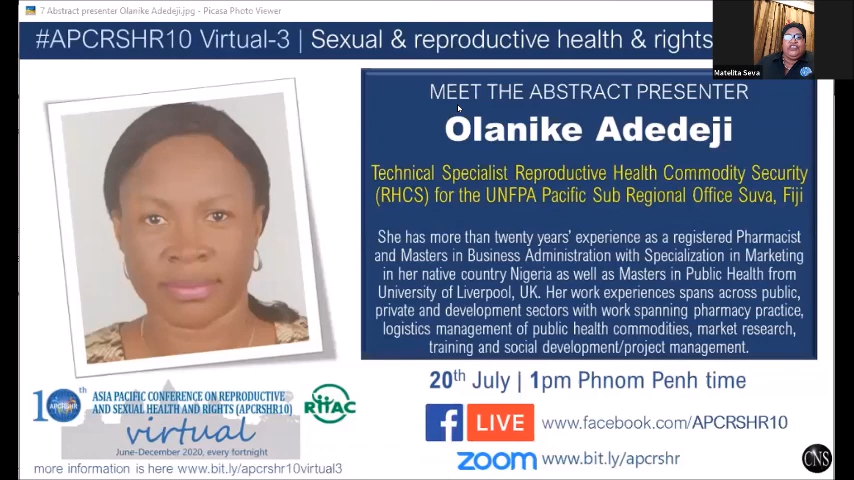 7 Abstract presenter Olanike Adedeji.jpg - Picasa Photo Viewer
#APCRSHR10 Virtual-3 | Sexual & reproductive health & rights
Matelita Seva
MEET THE ABSTRACT PRESENTER
Olanike Adedeji
Technical Specialist Reproductive Health Commodity Security
(RHCS) for the UNFPA Pacific Sub Regional Office Suva, Fiji
She has more than twenty years' experience as a registered Pharmacist
and Masters in Business Administration with Specialization in Marketing
in her native country Nigeria as well as Masters in Public Health from
University of Liverpool, UK. Her work experiences spans across public,
private and development sectors with work spanning pharmacy practice,
logistics management of public health commodities, market research,
training and social development/project management.
20th July | 1pm Phnom Penh time
LIVE www.facebook.com/APCRSHR10
zoom www.bit.ly/apcrshr
CNS
10th ASIA PACIFIC CONFERENCE ON REPRODUCTIVE
AND SEXUAL HEALTH AND RIGHTS (APCRSHR10)
APCRSHR
virtual
June-December 2020, every fortnight
RHAC
more information is here www.bit.ly/apcrshr10virtual3